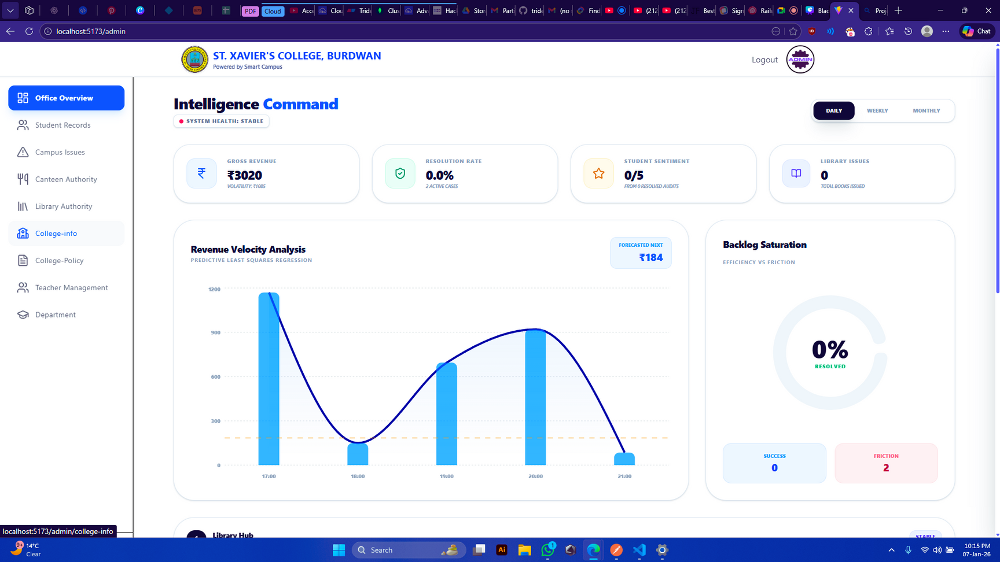 PDF
Cloud
Acce
Clou
Tride
Clus
Adva
Hac
Stor
Part
tride
(no
Find
(212
(212
Best
Sign
Rail
Blac
Proj
localhost:5173/admin
Chat
ST. XAVIER'S COLLEGE, BURDWAN
Powered by Smart Campus
Logout
ADMIN
Office Overview
Student Records
Campus Issues
Canteen Authority
Library Authority
College-info
College-Policy
Teacher Management
Department
Intelligence Command
SYSTEM HEALTH: STABLE
DAILY
WEEKLY
MONTHLY
GROSS REVENUE
₹3020
VOLATILITY: ₹1085
RESOLUTION RATE
0.0%
2 ACTIVE CASES
STUDENT SENTIMENT
0/5
FROM 0 RESOLVED AUDITS
LIBRARY ISSUES
0
TOTAL BOOKS ISSUED
Revenue Velocity Analysis
PREDICTIVE LEAST SQUARES REGRESSION
FORECASTED NEXT
₹184
1200
900
600
300
0
17:00
18:00
19:00
20:00
21:00
Backlog Saturation
EFFICIENCY VS FRICTION
0%
RESOLVED
SUCCESS
0
FRICTION
2
Library Hub
STABLE
localhost:5173/admin/college-info
9+
14°C
Clear
Search
Ai
1
10:15 PM
07-Jan-26